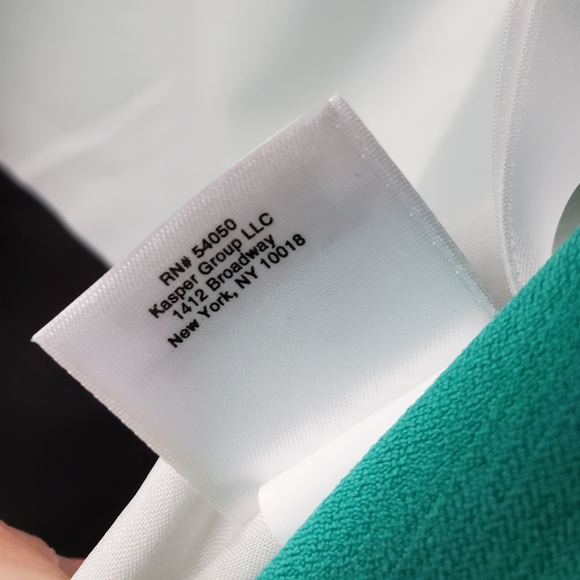 RN# 54050
Kasper Group LLC
1412 Broadway
New York, NY 10018